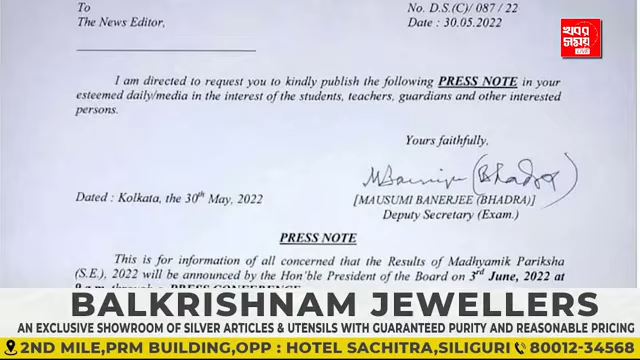 To
No. D.S.(C)/ 087 / 22
The News Editor,
Date : 30.05.2022
খবর
সময়
LIVE
I am directed to request you to kindly publish the following PRESS NOTE in your
esteemed daily/media in the interest of the students, teachers, guardians and other interested
persons.
Yours faithfully,
(Bhadra)
Dated : Kolkata, the 30th May, 2022
[MAUSUMI BANERJEE (BHADRA)]
Deputy Secretary (Exam.)
PRESS NOTE
This is for information of all concerned that the Results of Madhyamik Pariksha
(S.E.), 2022 will be announced by the Hon'ble President of the Board on 3rd June, 2022 at
BALKRISHNAM JEWELLERS
AN EXCLUSIVE SHOWROOM OF SILVER ARTICLES & UTENSILS WITH GUARANTEED PURITY AND REASONABLE PRICING
2ND MILE,PRM BUILDING,OPP : HOTEL SACHITRA,SILIGURI 80012-34568